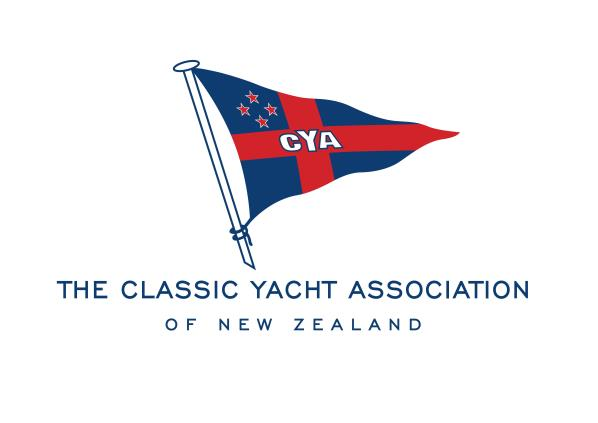 CYA
THE CLASSIC YACHT ASSOCIATION
OF NEW ZEALAND